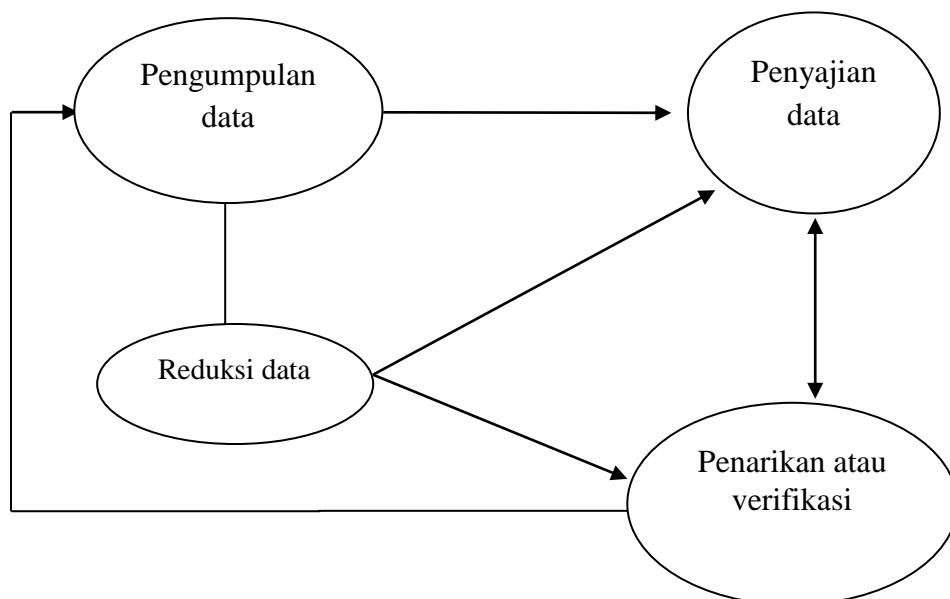 Pengumpulan
data
Penyajian
data
Reduksi data
Penarikan atau
verifikasi